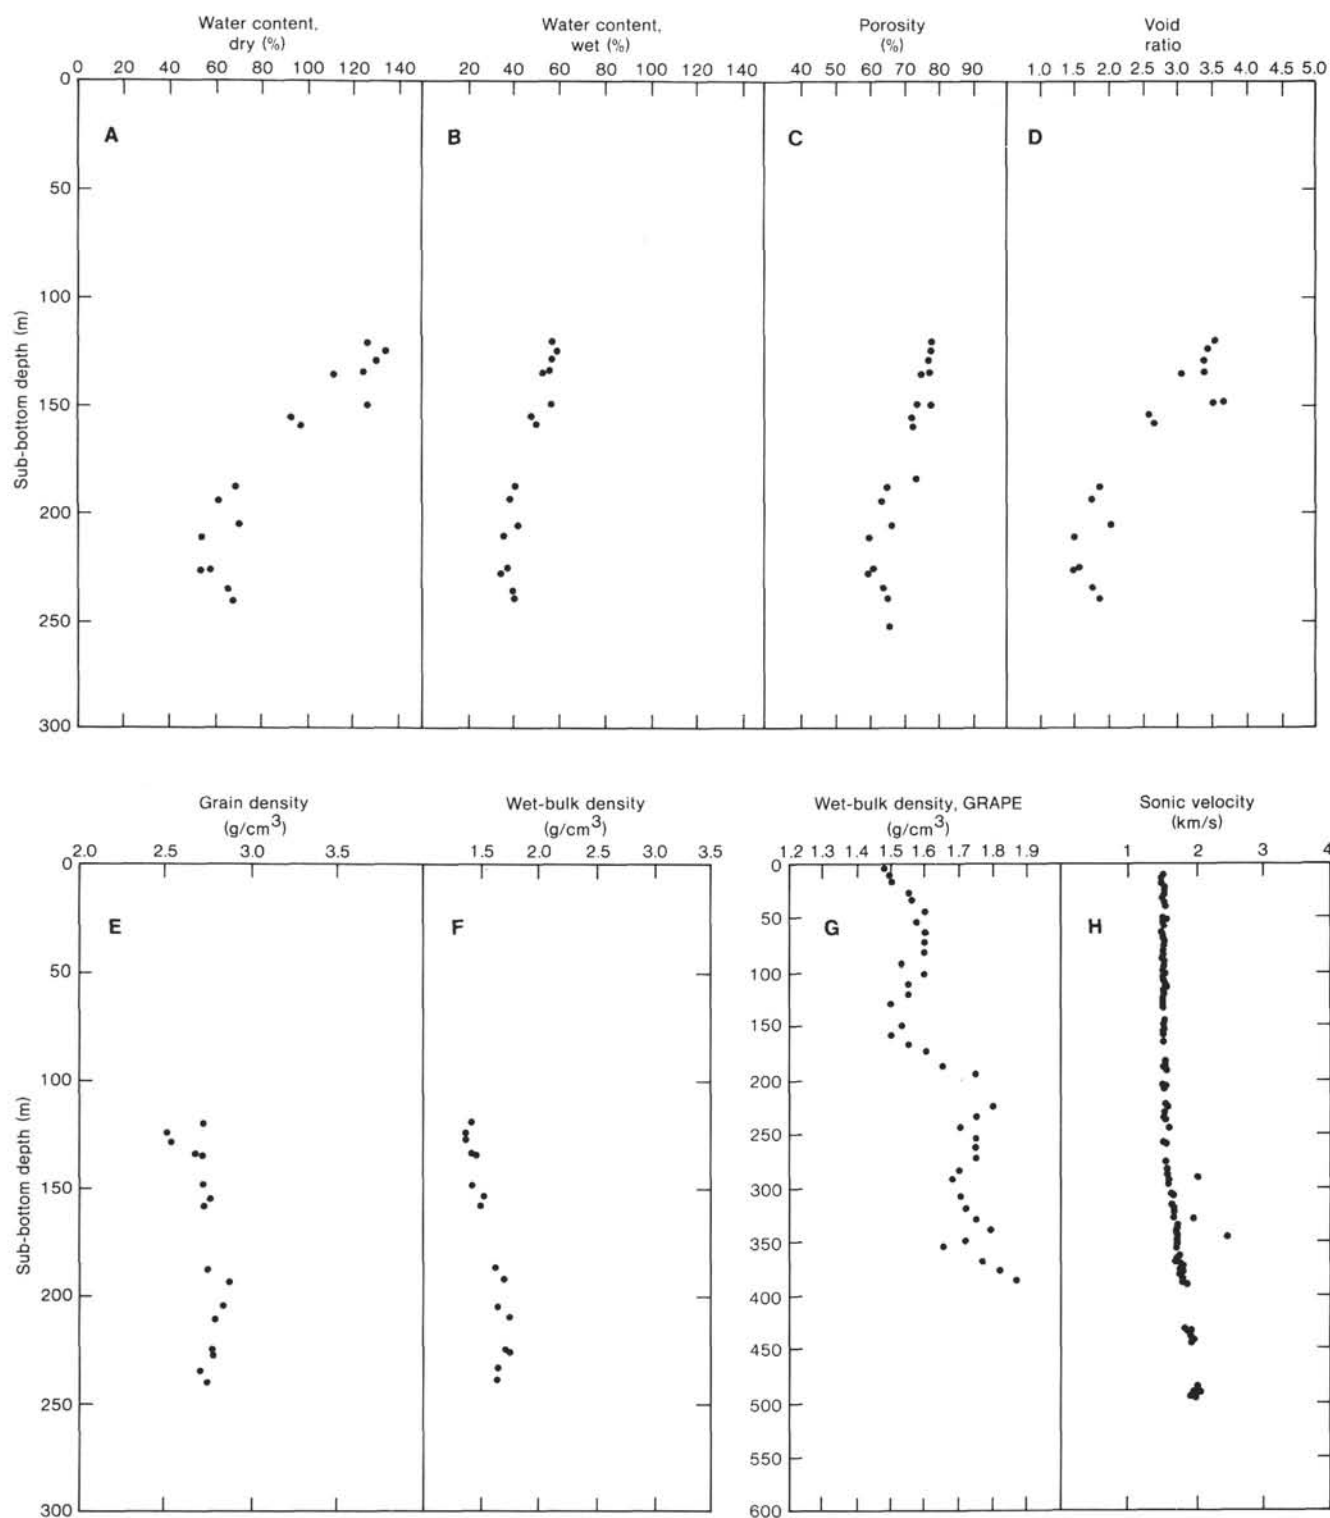 Water content,
dry (%)
Water content,
wet (%)
Porosity
(%)
Void
ratio
0 20 40 60 80 100 120 140
20 40 60 80 100 120 140
40 50 60 70 80 90
1.0 1.5 2.0 2.5 3.0 3.5 4.0 4.5 5.0
0
A
B
C
D
50
100
150
200
250
300
Sub-bottom depth (m)
Grain density
(g/cm³)
Wet-bulk density
(g/cm³)
Wet-bulk density, GRAPE
(g/cm³)
Sonic velocity
(km/s)
2.0 2.5 3.0 3.5
1.5 2.0 2.5 3.0 3.5
1.2 1.3 1.4 1.5 1.6 1.7 1.8 1.9
1 2 3 4
0
E
F
50
100
150
200
250
300
Sub-bottom depth (m)
0
G
H
50
100
150
200
250
300
350
400
450
500
550
600